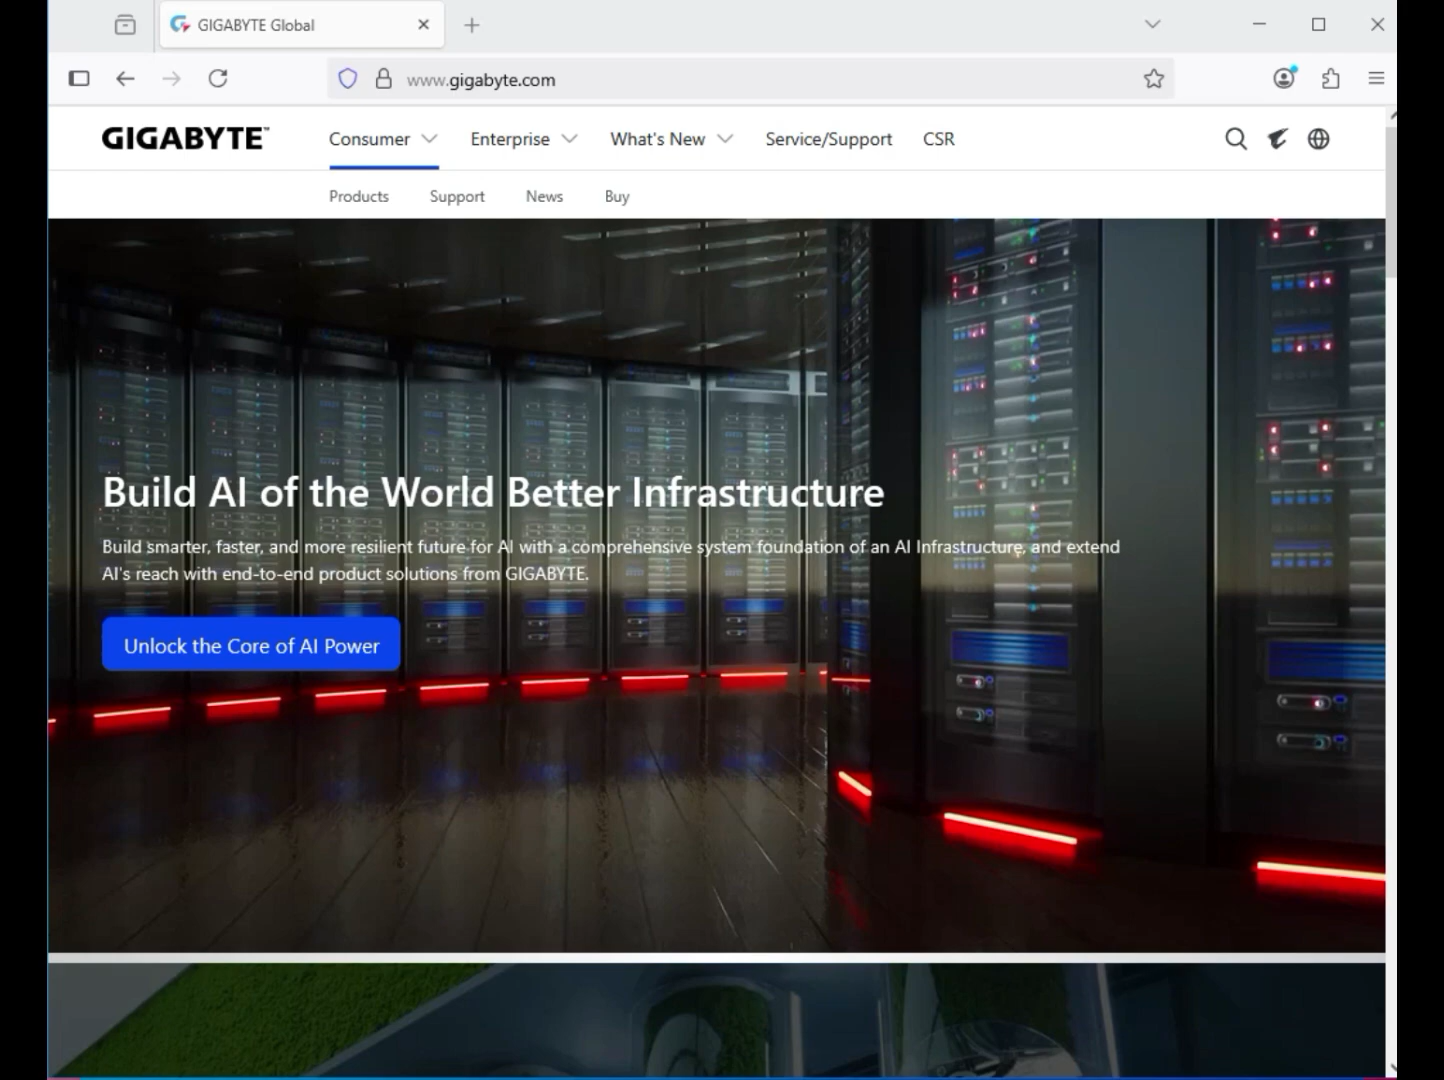 GIGABYTE Global
www.gigabyte.com
GIGABYTE™
Consumer
Enterprise
What's New
Service/Support
CSR
Products
Support
News
Buy
Build AI of the World Better Infrastructure
Build smarter, faster, and more resilient future for AI with a comprehensive system foundation of an AI Infrastructure, and extend
AI's reach with end-to-end product solutions from GIGABYTE.
Unlock the Core of AI Power